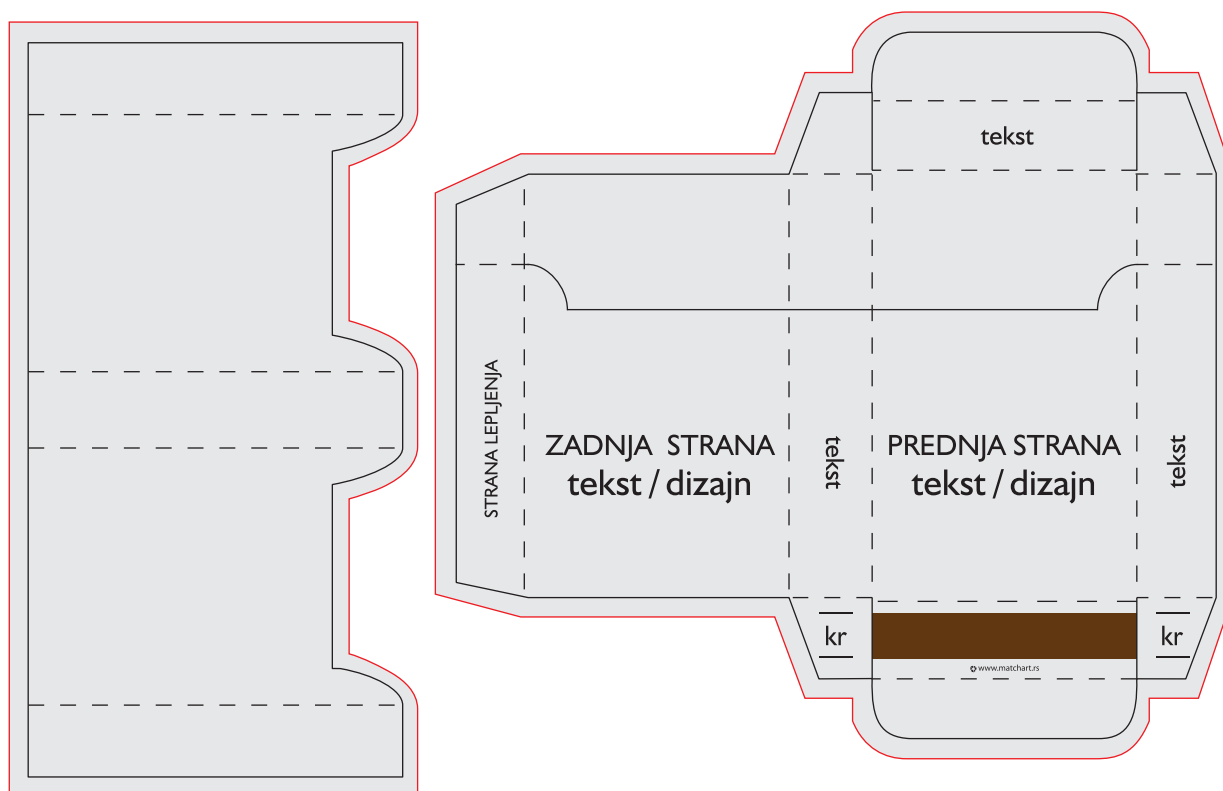 tekst
STRANA LEPLJENJA
ZADNJA STRANA
tekst / dizajn
tekst
PREDNJA STRANA
tekst / dizajn
tekst
kr
kr
www.matchart.rs